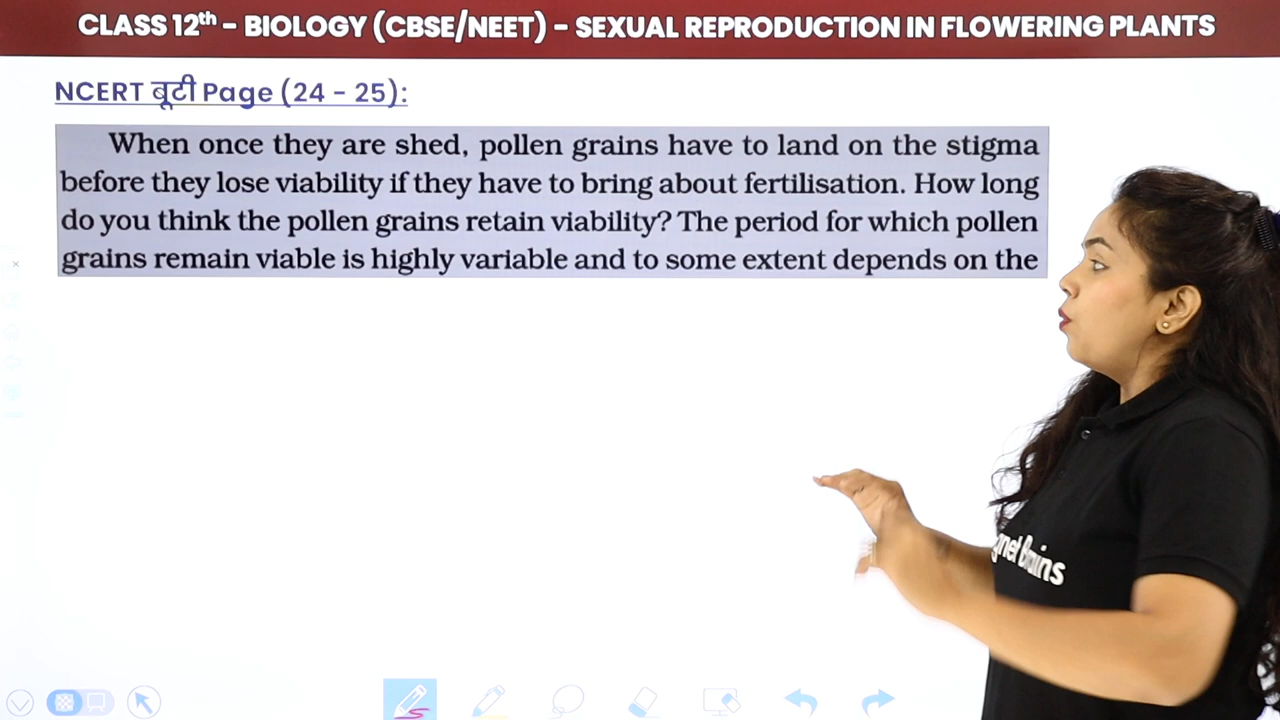 CLASS 12th - BIOLOGY (CBSE/NEET) - SEXUAL REPRODUCTION IN FLOWERING PLANTS
NCERT बूटी Page (24 - 25):
When once they are shed, pollen grains have to land on the stigma
before they lose viability if they have to bring about fertilisation. How long
do you think the pollen grains retain viability? The period for which pollen
grains remain viable is highly variable and to some extent depends on the
gnet Brains